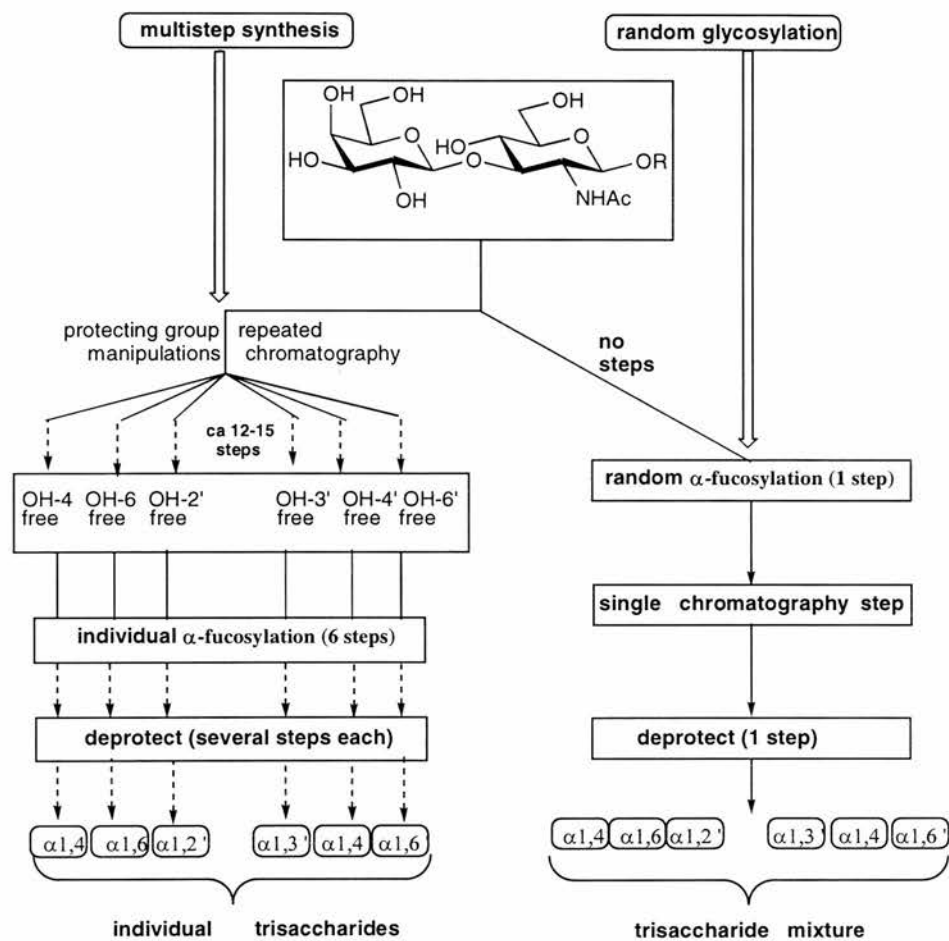 multistep synthesis
random glycosylation
OH
OH
OH
HO
O
HO
O
HO
O
OR
OH
NHAc
protecting group
manipulations
repeated
chromatography
no
steps
ca 12-15
steps
OH-4
free
OH-6
free
OH-2'
free
OH-3'
free
OH-4'
free
OH-6'
free
random α-fucosylation (1 step)
single chromatography step
individual α-fucosylation (6 steps)
deprotect (several steps each)
deprotect (1 step)
α1,4
α1,6
α1,2 '
α1,3 '
α1,4
α1,6
α1,4
α1,6
α1,2 '
α1,3'
α1,4
α1,6 '
individual trisaccharides
trisaccharide mixture